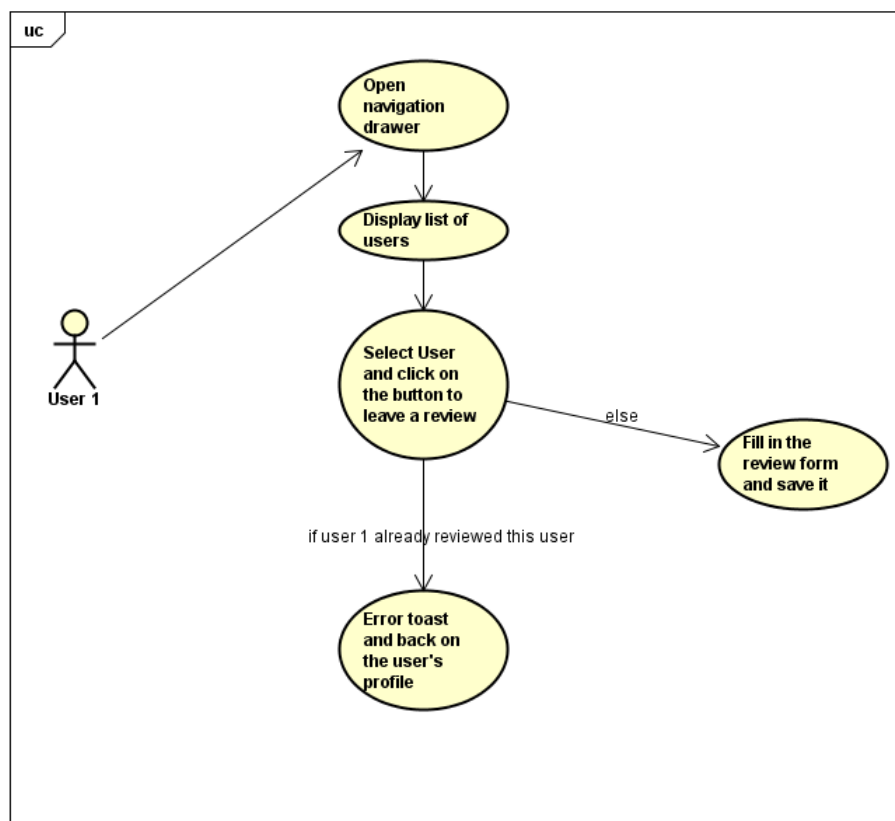 uc
Open
navigation
drawer
Display list of
users
Select User
and click on
the button to
leave a review
else
Fill in the
review form
and save it
User 1
if user 1 already reviewed this user
Error toast
and back on
the user's
profile